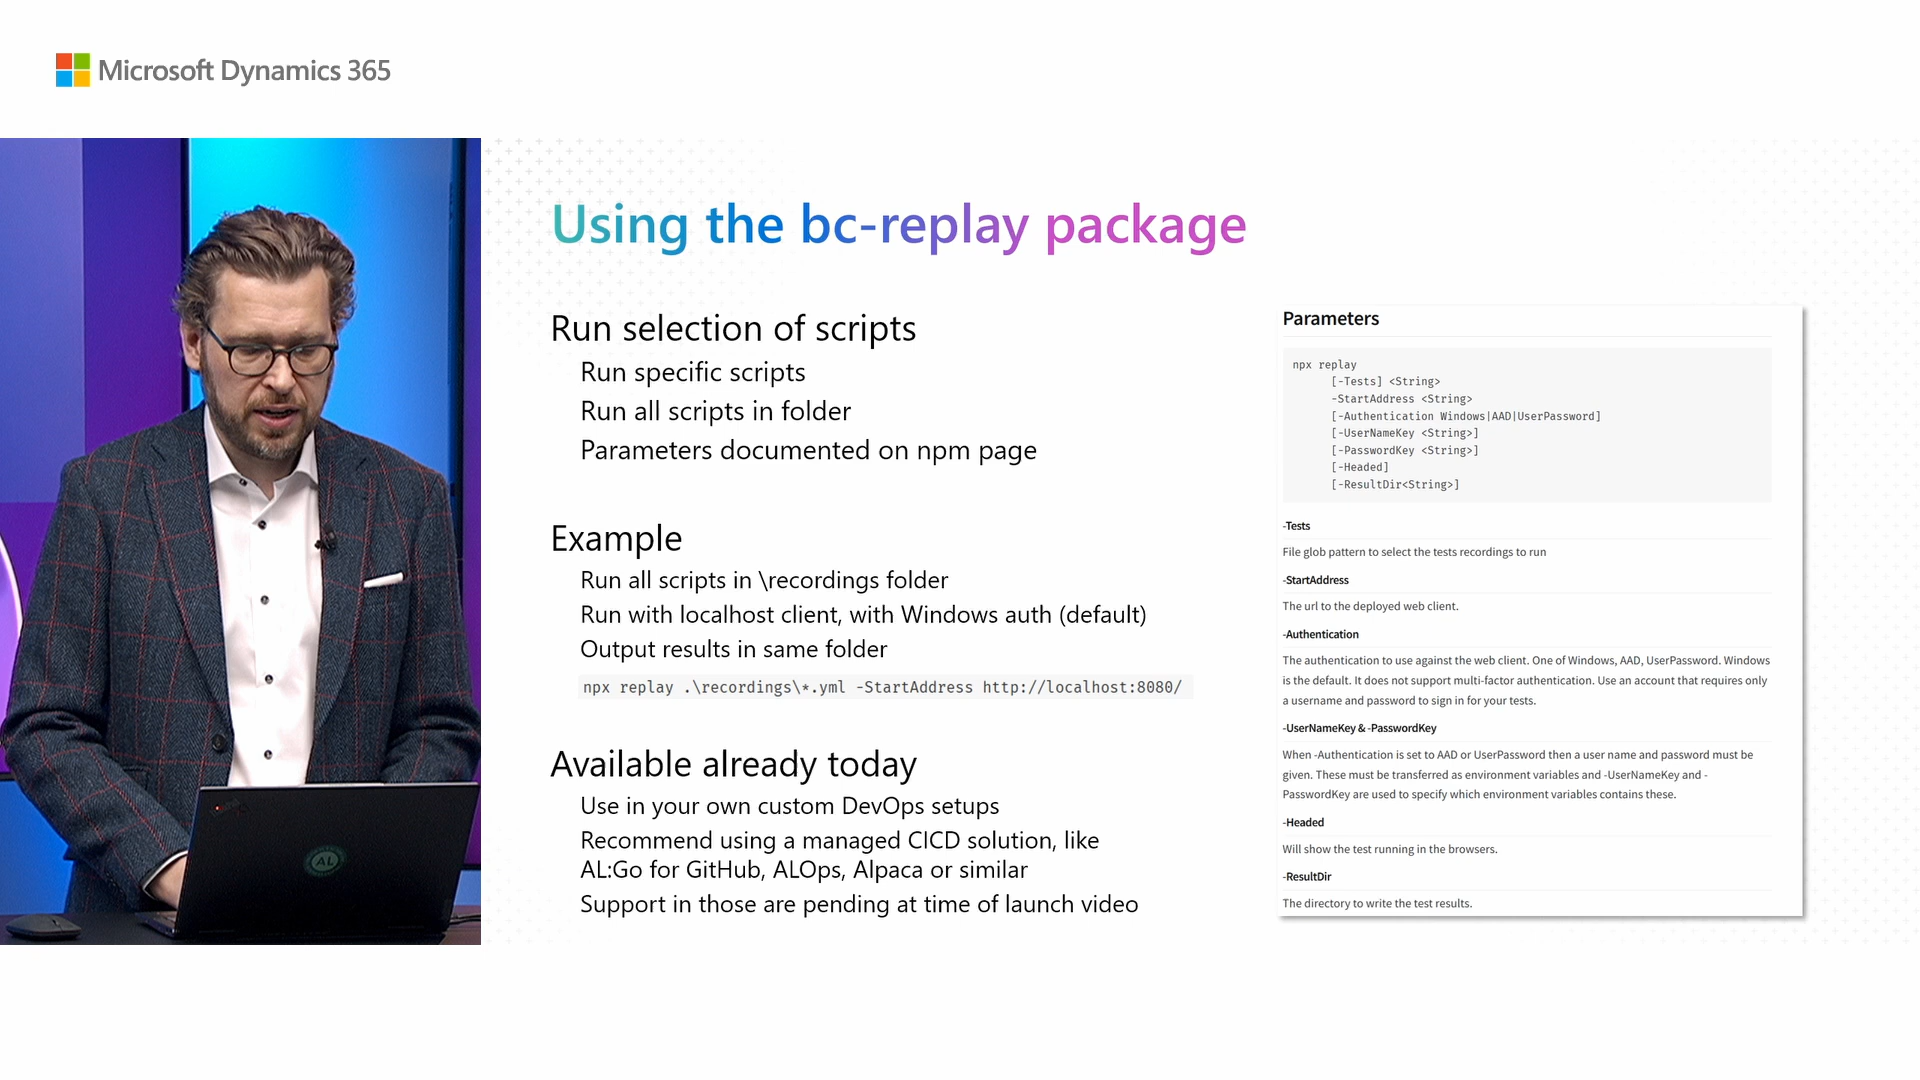 Microsoft Dynamics 365
Using the bc-replay package
Run selection of scripts
Run specific scripts
Run all scripts in folder
Parameters documented on npm page
Example
Run all scripts in \recordings folder
Run with localhost client, with Windows auth (default)
Output results in same folder
npx replay .\recordings\*.yml -StartAddress http://localhost:8080/
Available already today
Use in your own custom DevOps setups
Recommend using a managed CICD solution, like
AL:Go for GitHub, ALOps, Alpaca or similar
Support in those are pending at time of launch video
Parameters
npx replay
[-Tests] <String>
-StartAddress <String>
[-Authentication Windows|AAD|UserPassword]
[-UserNameKey <String>]
[-PasswordKey <String>]
[-Headed]
[-ResultDir<String>]
-Tests
File glob pattern to select the tests recordings to run
-StartAddress
The url to the deployed web client.
-Authentication
The authentication to use against the web client. One of Windows, AAD, UserPassword. Windows
is the default. It does not support multi-factor authentication. Use an account that requires only
a username and password to sign in for your tests.
-UserNameKey & -PasswordKey
When -Authentication is set to AAD or UserPassword then a user name and password must be
given. These must be transferred as environment variables and -UserNameKey and -
PasswordKey are used to specify which environment variables contains these.
-Headed
Will show the test running in the browsers.
-ResultDir
The directory to write the test results.
AL